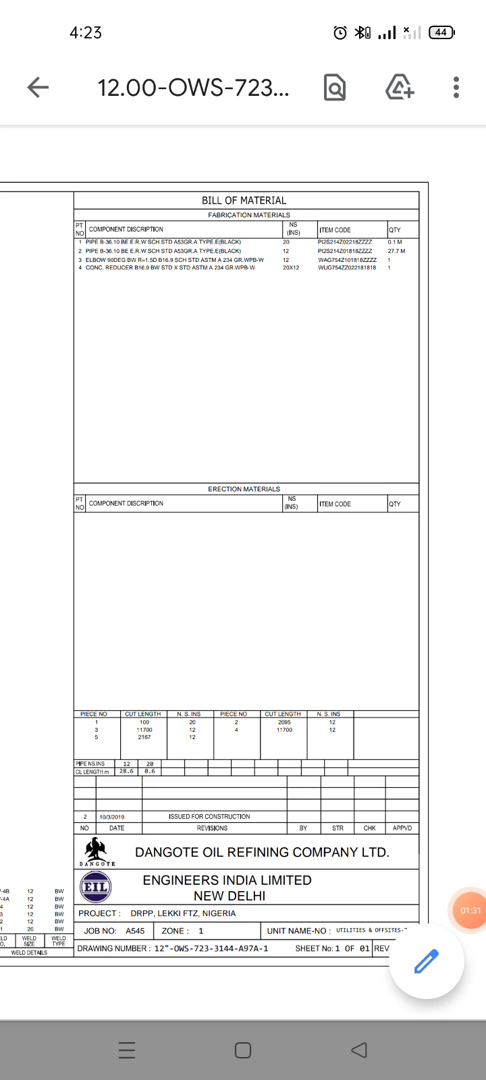 4:23
44
12.00-OWS-723...
BILL OF MATERIAL
FABRICATION MATERIALS
PT NO COMPONENT DISCRIPTION NS (INS) ITEM CODE QTY
1 PIPE B-36.10 BE E.R.W SCH STD A53GR.A TYPE.E(BLACK) 20 PI2S214Z02218ZZZZ 0.1 M
2 PIPE B-36.10 BE E.R.W SCH STD A53GR.A TYPE.E(BLACK) 12 PI2S214Z01818ZZZZ 27.7 M
3 ELBOW 90DEG BW R=1.5D B16.9 SCH STD ASTM A 234 GR.WPB-W 12 WAG754Z101818ZZZZ 1
4 CONC. REDUCER B16.9 BW STD X STD ASTM A 234 GR.WPB-W 20X12 WUG754ZZ022181818 1
ERECTION MATERIALS
PT NO COMPONENT DISCRIPTION NS (INS) ITEM CODE QTY
PIECE NO CUT LENGTH N. S. INS PIECE NO CUT LENGTH N. S. INS
1 100 20 2 2095 12
3 11700 12 4 11700 12
5 2167 12
PIPE NS INS 12 20
CL LENGTH m 28.6 0.6
2 10/3/2019 ISSUED FOR CONSTRUCTION
NO DATE REVISIONS BY STR CHK APPVD
DANGOTE
DANGOTE OIL REFINING COMPANY LTD.
EIL
ENGINEERS INDIA LIMITED
NEW DELHI
PROJECT : DRPP, LEKKI FTZ, NIGERIA
JOB NO: A545 ZONE : 1 UNIT NAME-NO : UTILITIES & OFFSITES-
DRAWING NUMBER : 12"-OWS-723-3144-A97A-1 SHEET No: 1 OF 01 REV
-4B 12 BW
-4A 12 BW
4 12 BW
3 12 BW
2 12 BW
1 20 BW
WELD SIZE WELD TYPE
WELD DETAILS
01:31